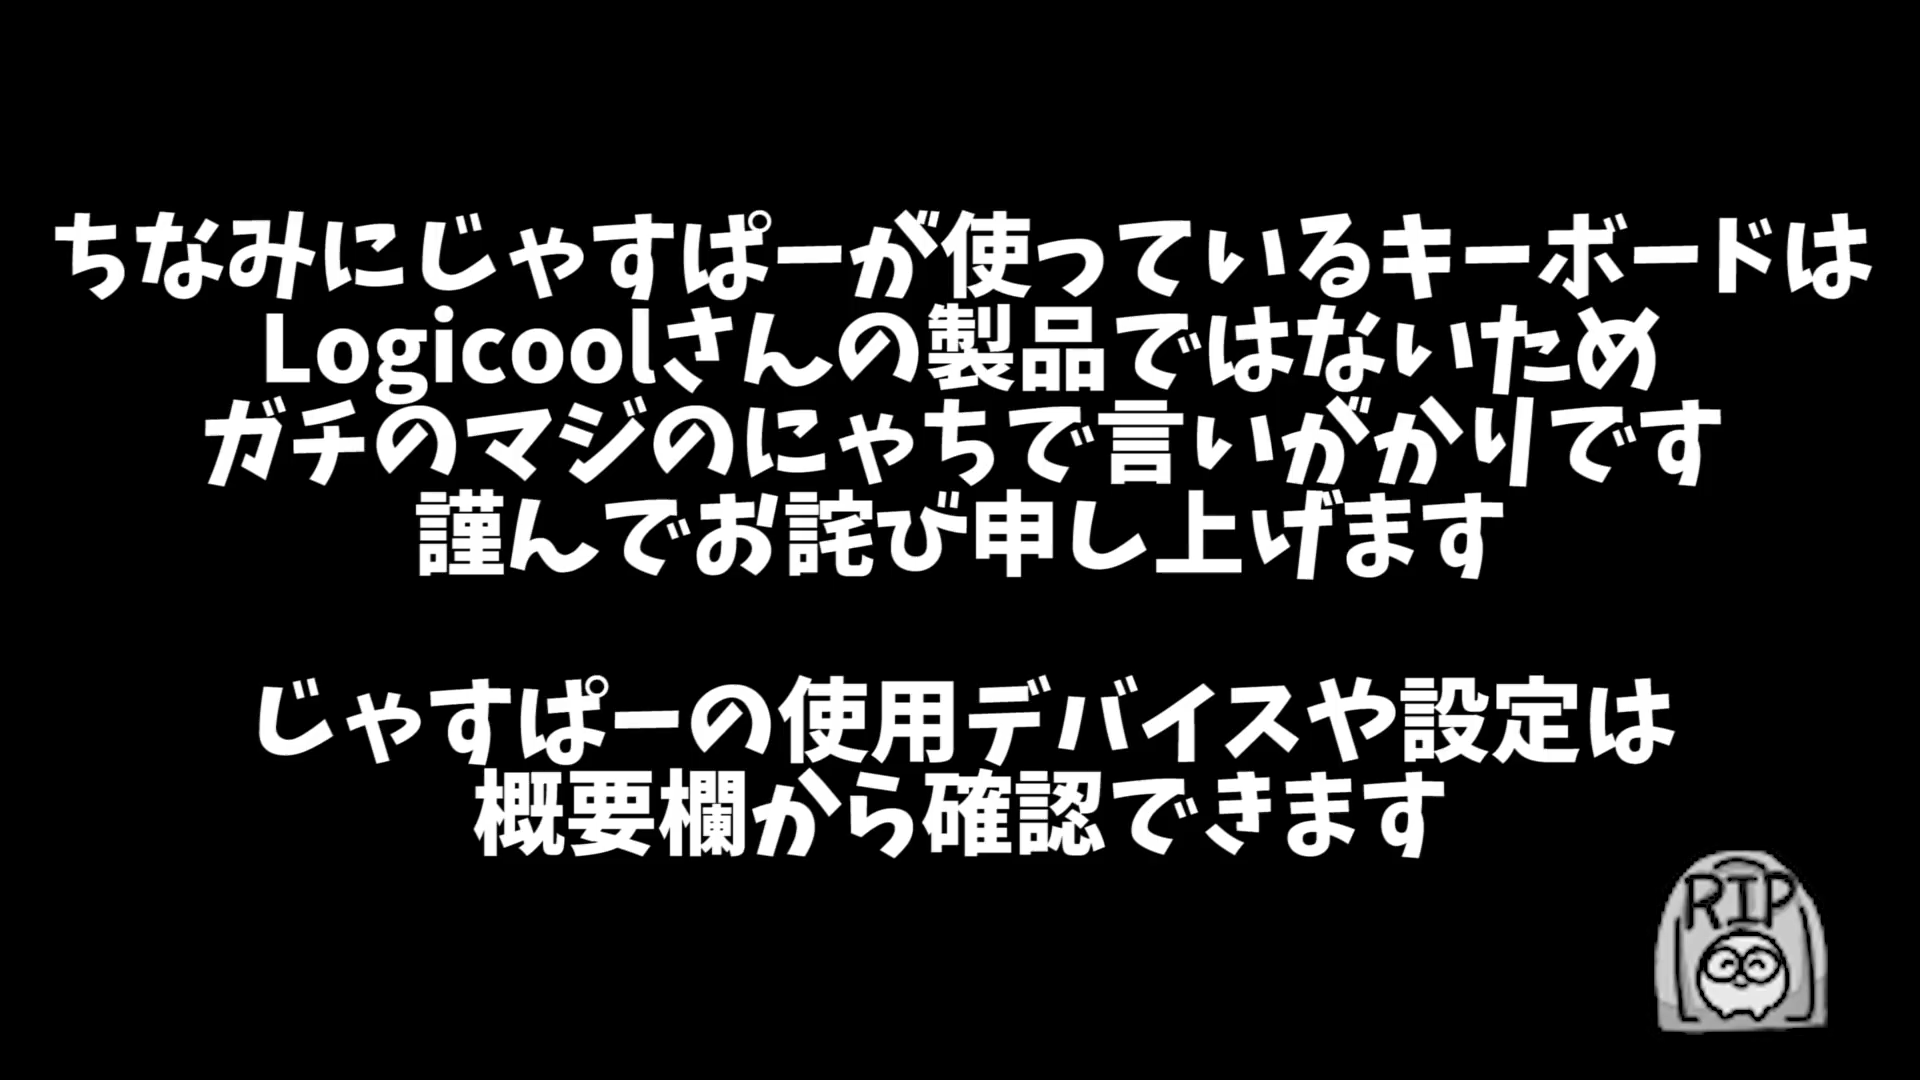 ちなみにじゃすぱーが使っているキーボードは
Logicoolさんの製品ではないため
ガチのマジのにゃちで言いがかりです
謹んでお詫び申し上げます
じゃすぱーの使用デバイスや設定は
概要欄から確認できます
RIP